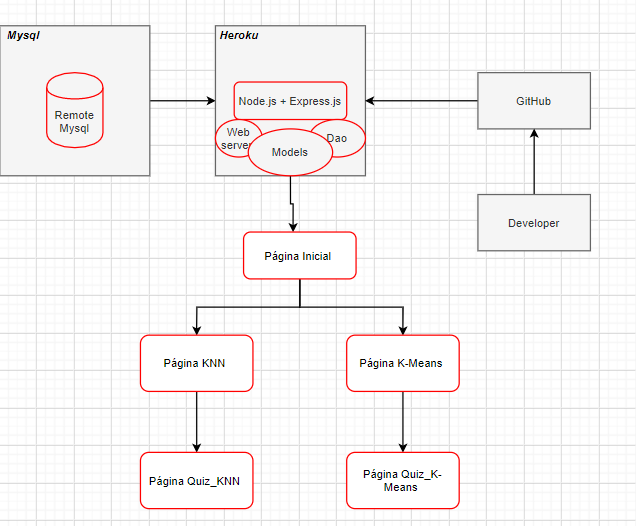 Mysql
Heroku
Remote
Mysql
Node.js + Express.js
Web
server
Dao
Models
GitHub
Developer
Página Inicial
Página KNN
Página K-Means
Página Quiz_KNN
Página Quiz_K-
Means